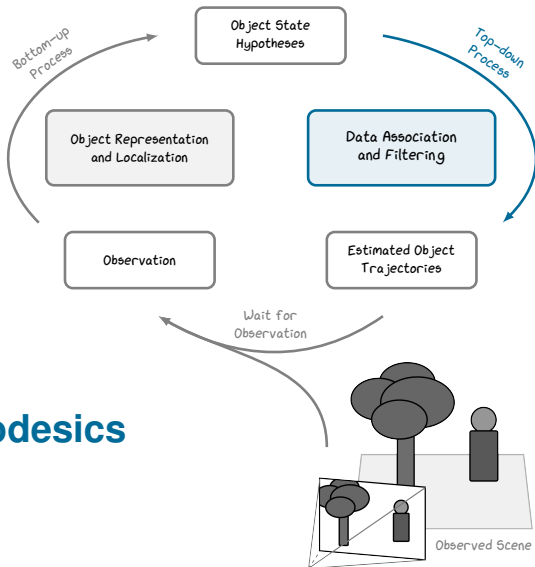 Object State
Hypotheses
Bottom-up
Process
Top-down
Process
Object Representation
and Localization
Data Association
and Filtering
Observation
Estimated Object
Trajectories
Wait for
Observation
odesics
Observed Scene